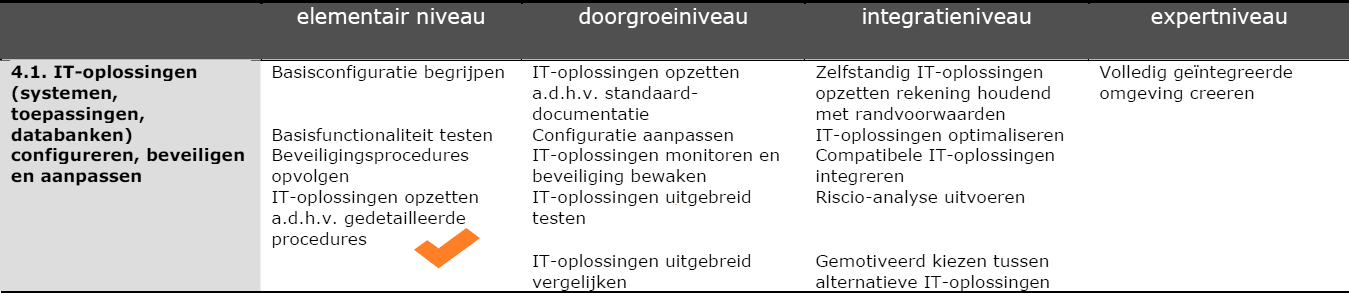 elementair niveau
doorgroeiniveau
integratieniveau
expertniveau
4.1. IT-oplossingen
(systemen,
toepassingen,
databanken)
configureren, beveiligen
en aanpassen
Basisconfiguratie begrijpen
Basisfunctionaliteit testen
Beveiligingsprocedures
opvolgen
IT-oplossingen opzetten
a.d.h.v. gedetailleerde
procedures
IT-oplossingen opzetten
a.d.h.v. standaard-
documentatie
Configuratie aanpassen
IT-oplossingen monitoren en
beveiliging bewaken
IT-oplossingen uitgebreid
testen
IT-oplossingen uitgebreid
vergelijken
Zelfstandig IT-oplossingen
opzetten rekening houdend
met randvoorwaarden
IT-oplossingen optimaliseren
Compatibele IT-oplossingen
integreren
Riscio-analyse uitvoeren
Gemotiveerd kiezen tussen
alternatieve IT-oplossingen
Volledig geïntegreerde
omgeving creeren